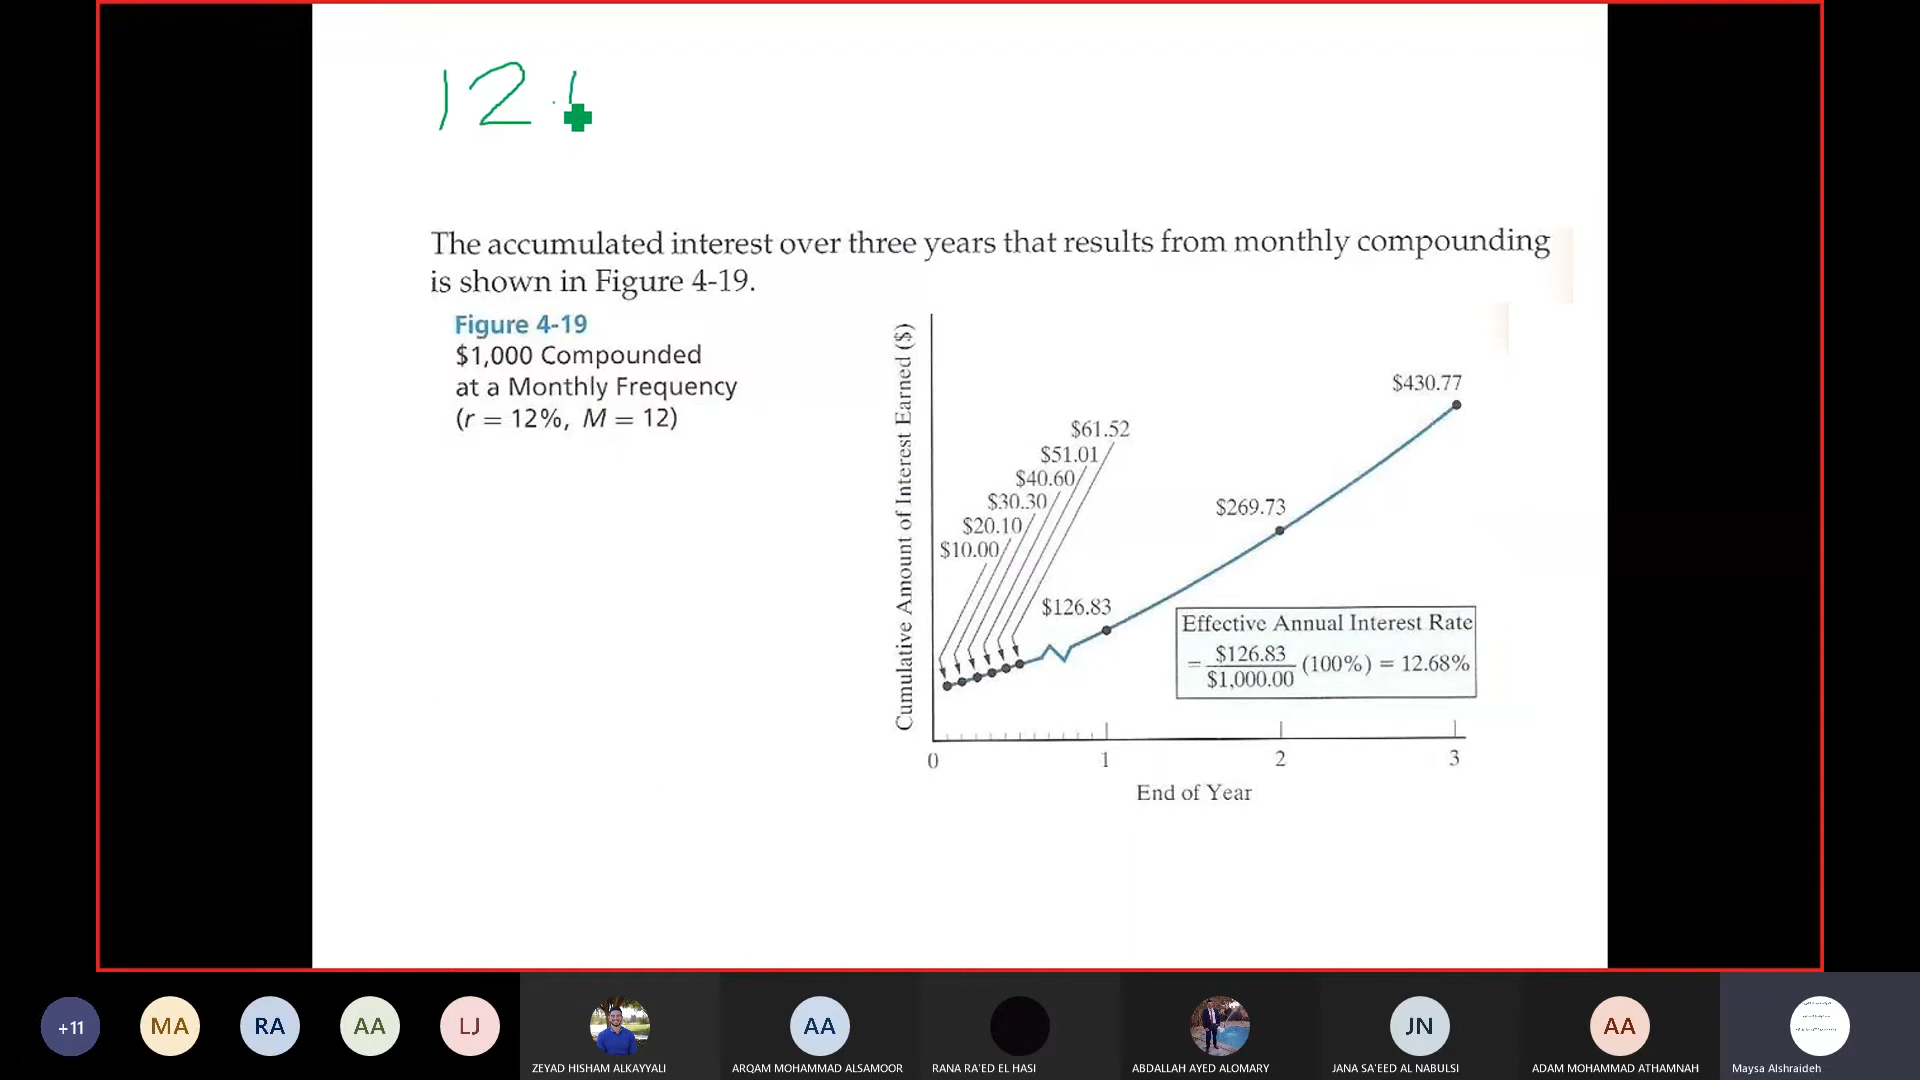 12.6
The accumulated interest over three years that results from monthly compounding
is shown in Figure 4-19.
Figure 4-19
$1,000 Compounded
at a Monthly Frequency
(r = 12%, M = 12)
Cumulative Amount of Interest Earned ($)
$430.77
$61.52
$51.01
$40.60
$30.30
$20.10
$10.00
$269.73
$126.83
Effective Annual Interest Rate
= $126.83 / $1,000.00 (100%) = 12.68%
0 1 2 3
End of Year
+11 MA RA AA LJ AA JN AA
ZEYAD HISHAM ALKAYYALI ARQAM MOHAMMAD ALSAMOOR RANA RA'ED EL HASI ABDALLAH AYED ALOMARY JANA SA'EED AL NABULSI ADAM MOHAMMAD ATHAMNAH Maysa Alshraideh